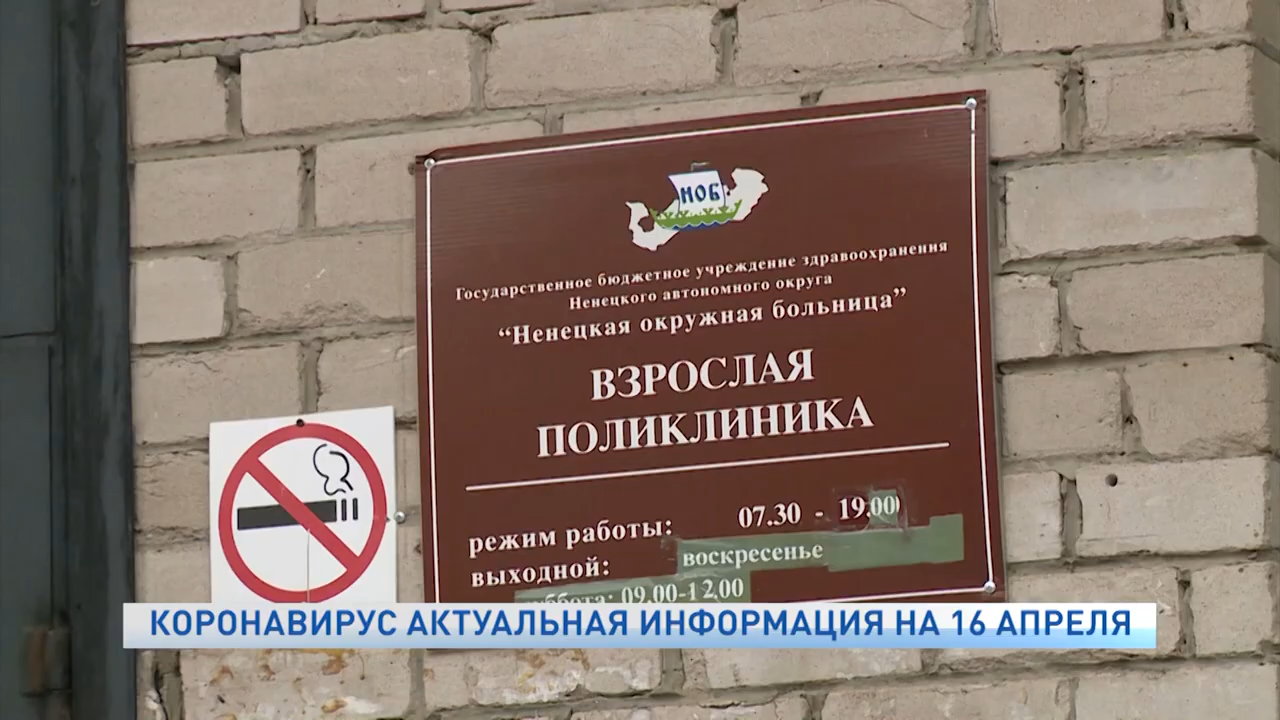 НОБ
Государственное бюджетное учреждение здравоохранения
Ненецкого автономного округа
“Ненецкая окружная больница”
ВЗРОСЛАЯ
ПОЛИКЛИНИКА
режим работы: 07.30 - 19.00
выходной: воскресенье
09.00-12.00
КОРОНАВИРУС АКТУАЛЬНАЯ ИНФОРМАЦИЯ НА 16 АПРЕЛЯ